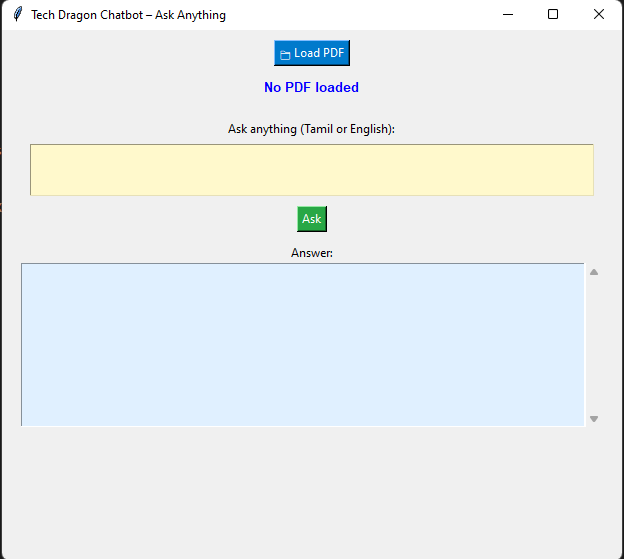 Tech Dragon Chatbot – Ask Anything
Load PDF
No PDF loaded
Ask anything (Tamil or English):
Ask
Answer: